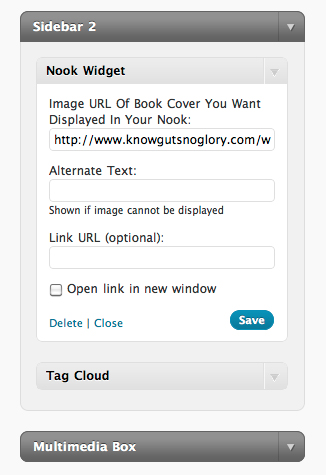 Sidebar 2
Nook Widget
Image URL Of Book Cover You Want
Displayed In Your Nook:
http://www.knowgutsnoglory.com/w
Alternate Text:
Shown if image cannot be displayed
Link URL (optional):
Open link in new window
Delete | Close
Save
Tag Cloud
Multimedia Box